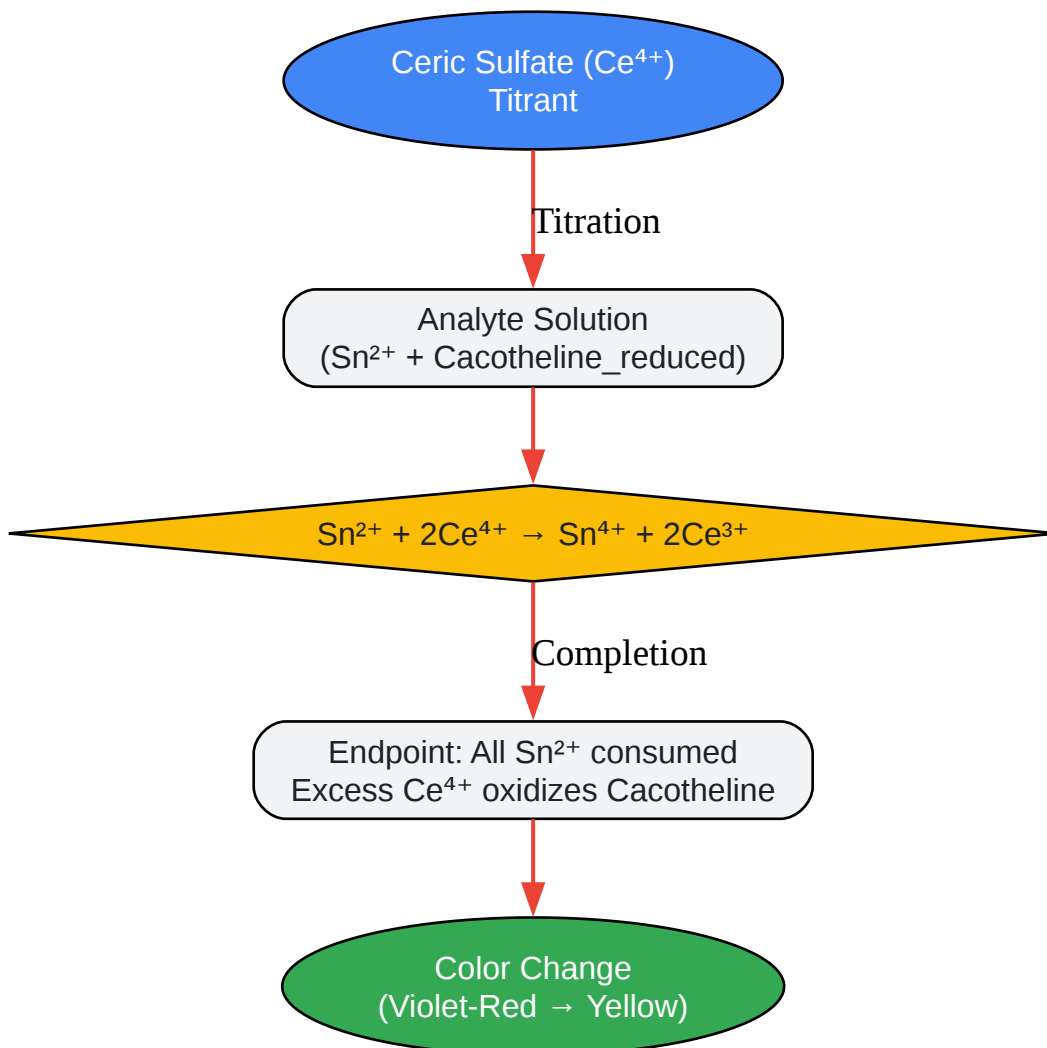 Ceric Sulfate (Ce⁴⁺)
Titrant
Titration
Analyte Solution
(Sn²⁺ + Cacotheline_reduced)
Sn²⁺ + 2Ce⁴⁺ → Sn⁴⁺ + 2Ce³⁺
Completion
Endpoint: All Sn²⁺ consumed
Excess Ce⁴⁺ oxidizes Cacotheline
Color Change
(Violet-Red → Yellow)